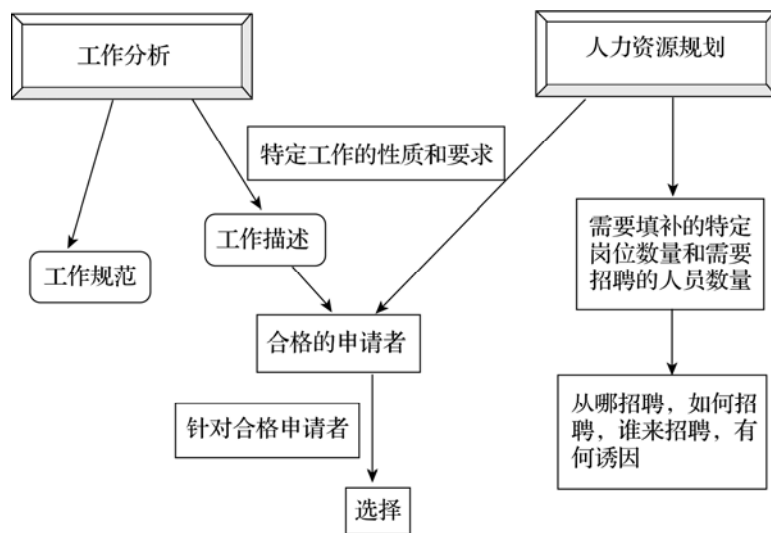 工作分析
人力资源规划
特定工作的性质和要求
工作描述
工作规范
需要填补的特定
岗位数量和需要
招聘的人员数量
合格的申请者
针对合格申请者
从哪招聘，如何招
聘，谁来招聘，有
何诱因
选择